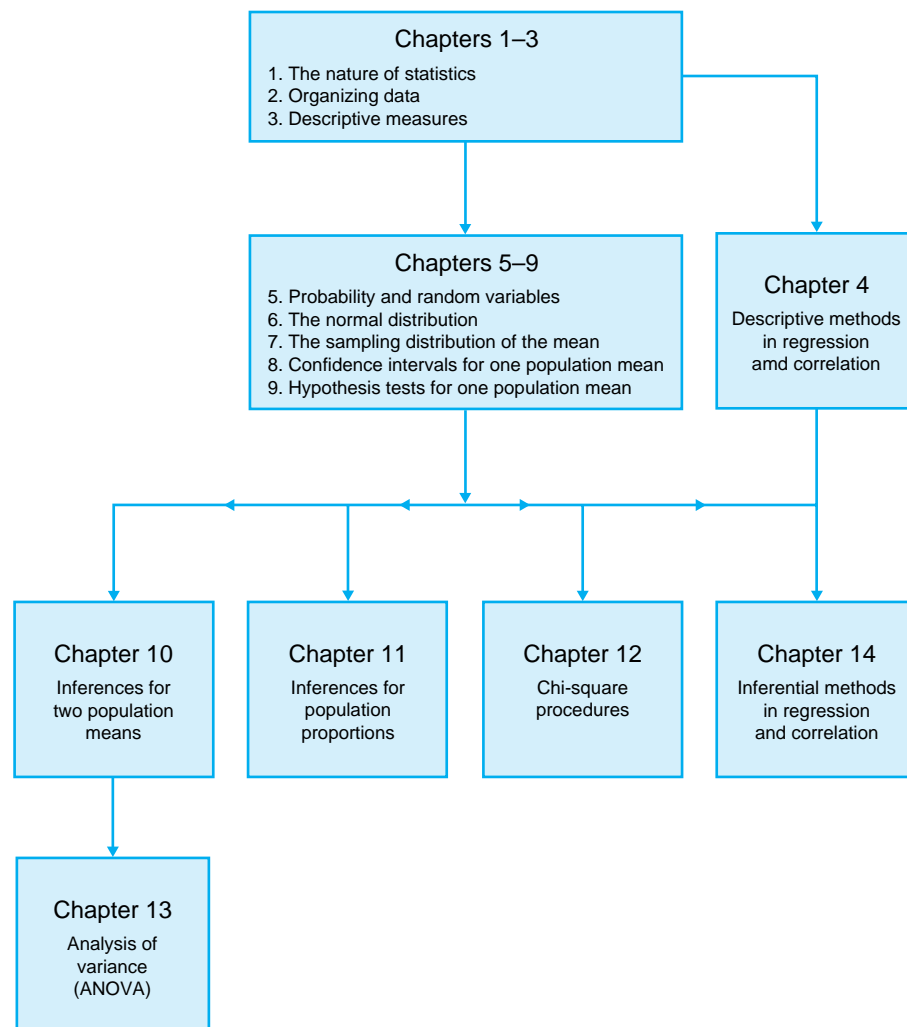 Chapters 1–3
1. The nature of statistics
2. Organizing data
3. Descriptive measures
Chapters 5–9
5. Probability and random variables
6. The normal distribution
7. The sampling distribution of the mean
8. Confidence intervals for one population mean
9. Hypothesis tests for one population mean
Chapter 4
Descriptive methods
in regression
amd correlation
Chapter 10
Inferences for
two population
means
Chapter 11
Inferences for
population
proportions
Chapter 12
Chi-square
procedures
Chapter 14
Inferential methods
in regression
and correlation
Chapter 13
Analysis of
variance
(ANOVA)